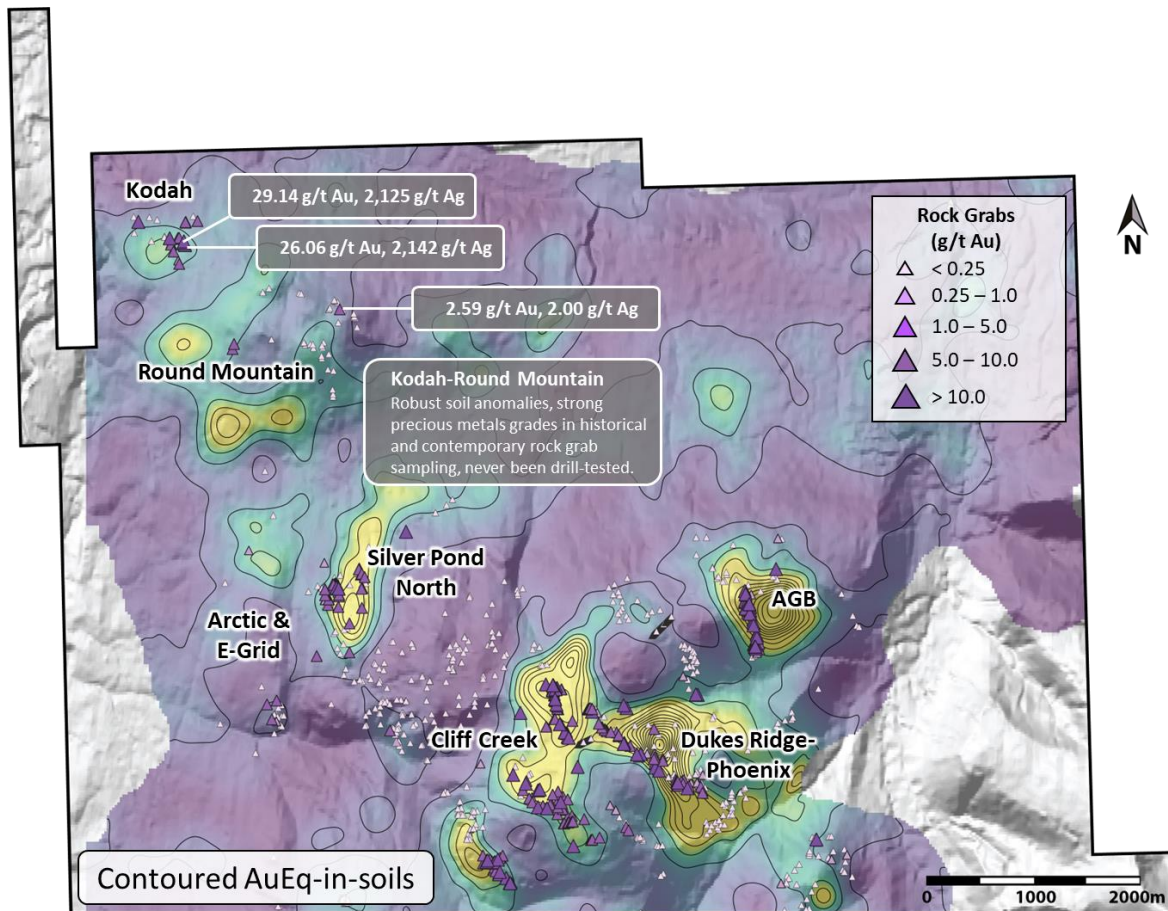 Kodah
29.14 g/t Au, 2,125 g/t Ag
26.06 g/t Au, 2,142 g/t Ag
2.59 g/t Au, 2.00 g/t Ag
Rock Grabs
(g/t Au)
< 0.25
0.25 – 1.0
1.0 – 5.0
5.0 – 10.0
> 10.0
N
Round Mountain
Kodah-Round Mountain
Robust soil anomalies, strong
precious metals grades in historical
and contemporary rock grab
sampling, never been drill-tested.
Silver Pond
North
AGB
Arctic &
E-Grid
Cliff Creek
Dukes Ridge-
Phoenix
Contoured AuEq-in-soils
0 1000 2000m